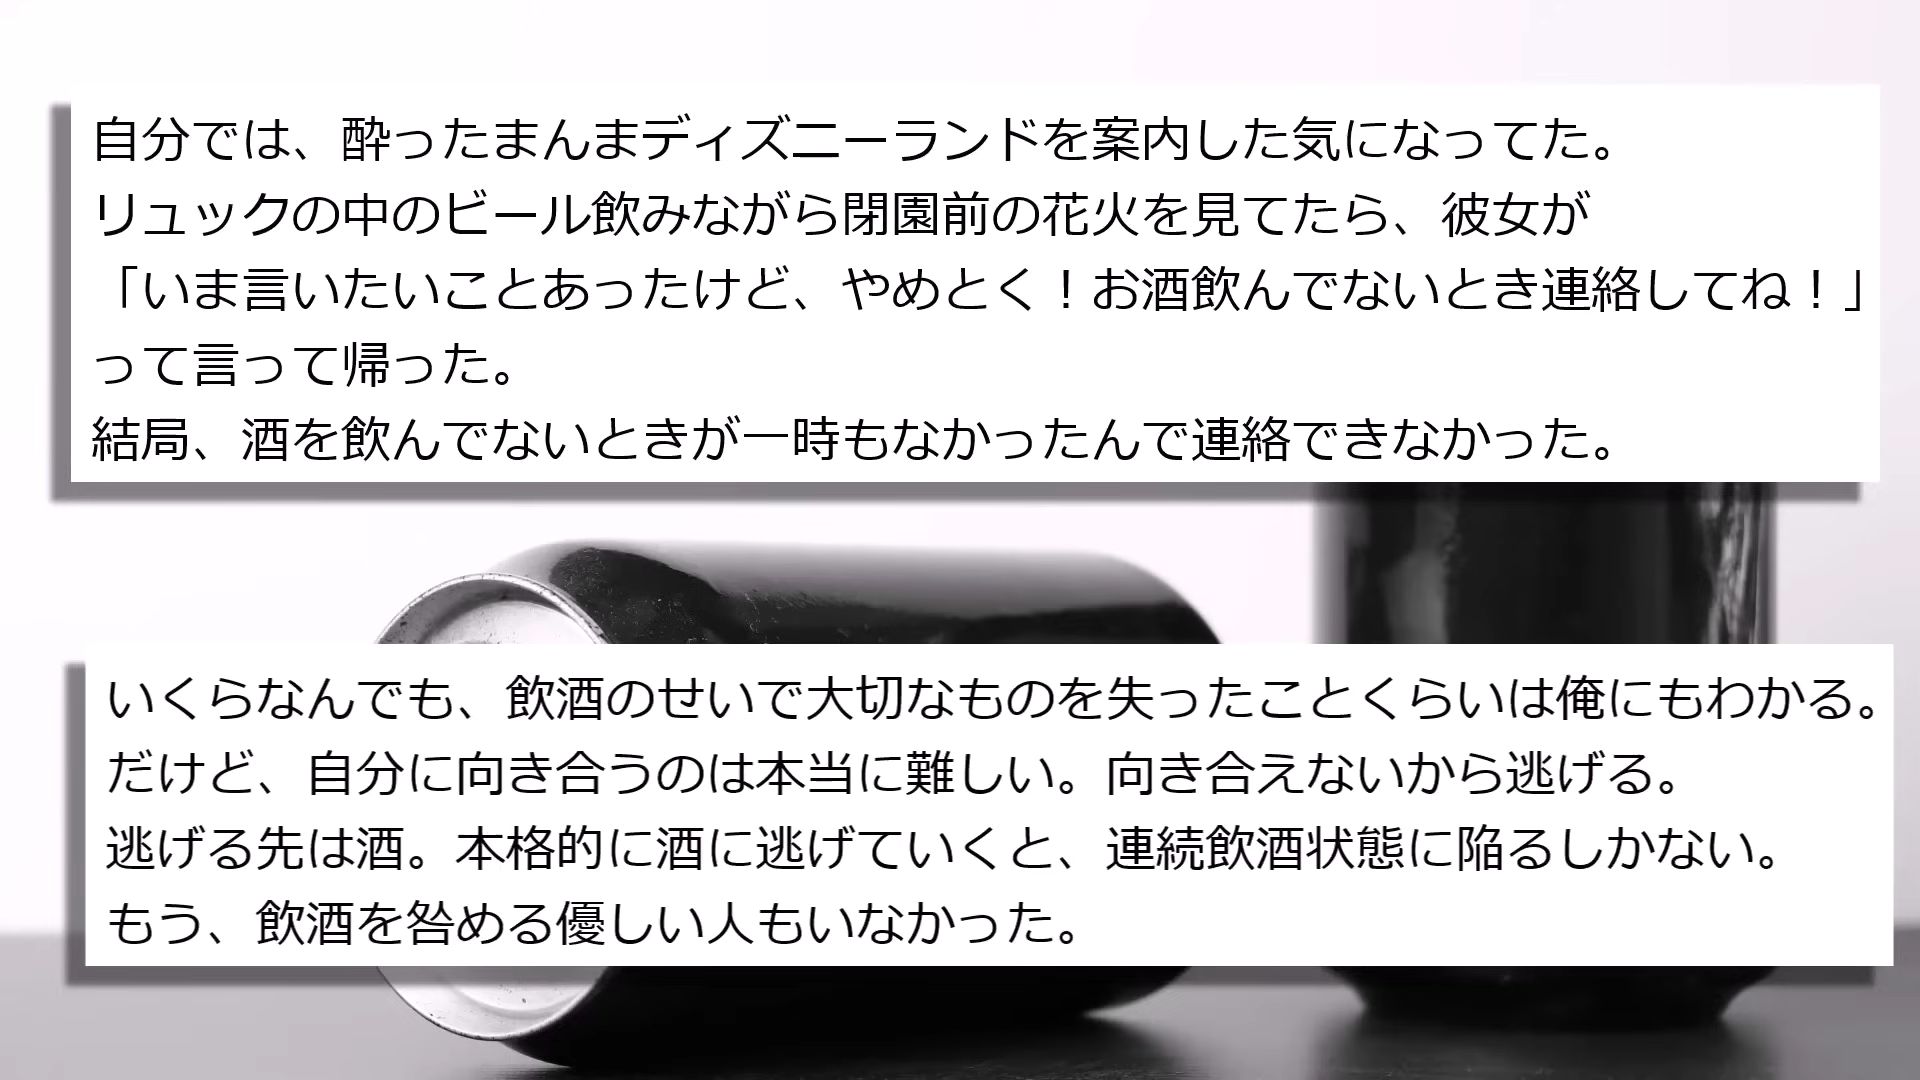 自分では、酔ったまんまディズニーランドを案内した気になってた。
リュックの中のビール飲みながら閉園前の花火を見てたら、彼女が
「いま言いたいことあったけど、やめとく！お酒飲んでないとき連絡してね！」
って言って帰った。
結局、酒を飲んでないときが一時もなかったんで連絡できなかった。
いくらなんでも、飲酒のせいで大切なものを失ったことくらいは俺にもわかる。
だけど、自分に向き合うのは本当に難しい。向き合えないから逃げる。
逃げる先は酒。本格的に酒に逃げていくと、連続飲酒状態に陥るしかない。
もう、飲酒を咎める優しい人もいなかった。